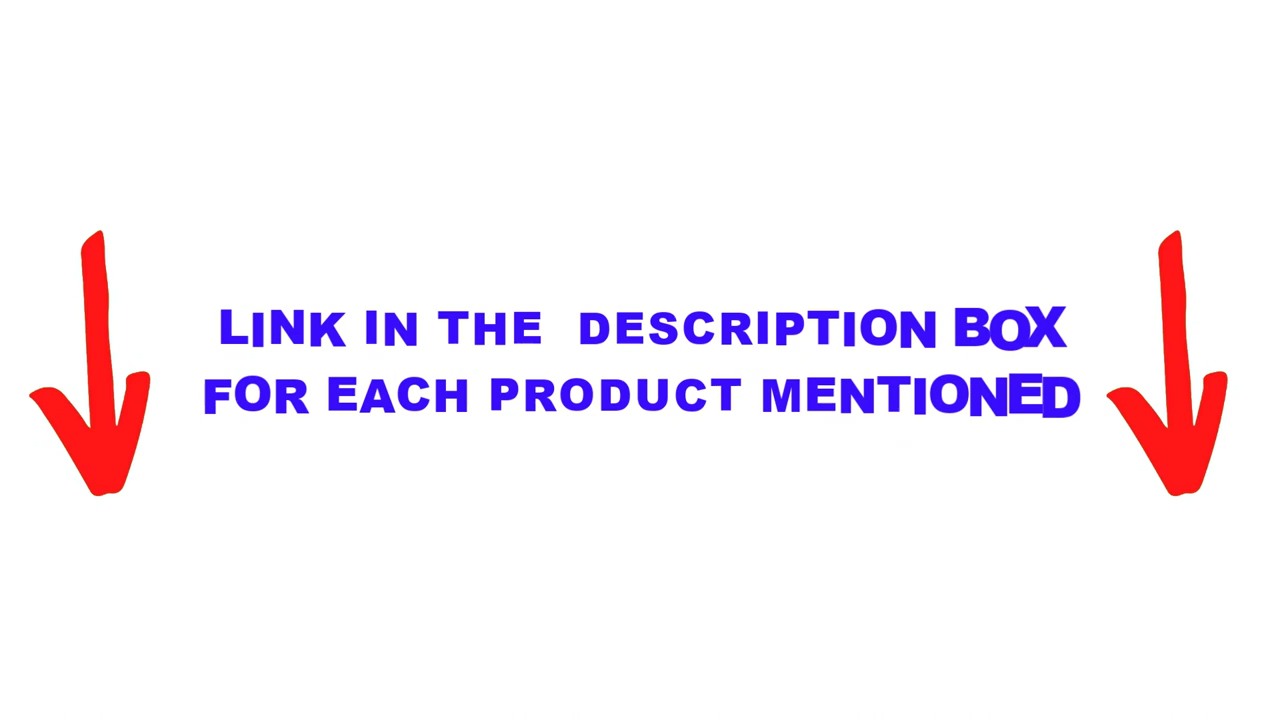 LINK IN THE DESCRIPTION BOX
FOR EACH PRODUCT MENTIONED